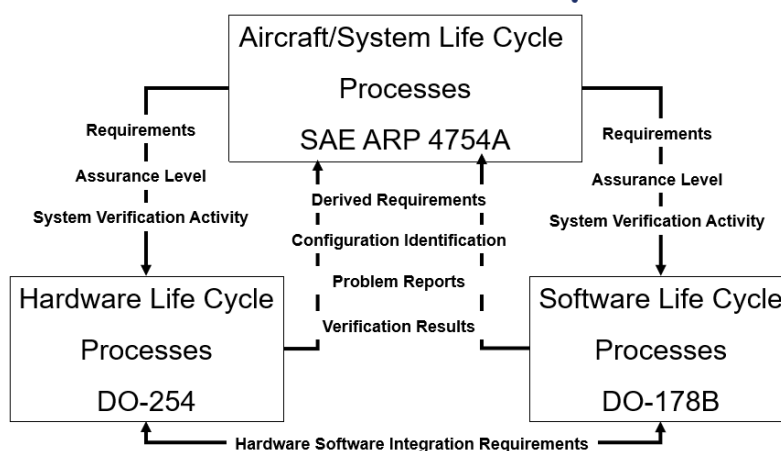 Aircraft/System Life Cycle
Processes
SAE ARP 4754A
Requirements
Assurance Level
System Verification Activity
Requirements
Assurance Level
System Verification Activity
Derived Requirements
Configuration Identification
Problem Reports
Verification Results
Hardware Life Cycle
Processes
DO-254
Software Life Cycle
Processes
DO-178B
Hardware Software Integration Requirements